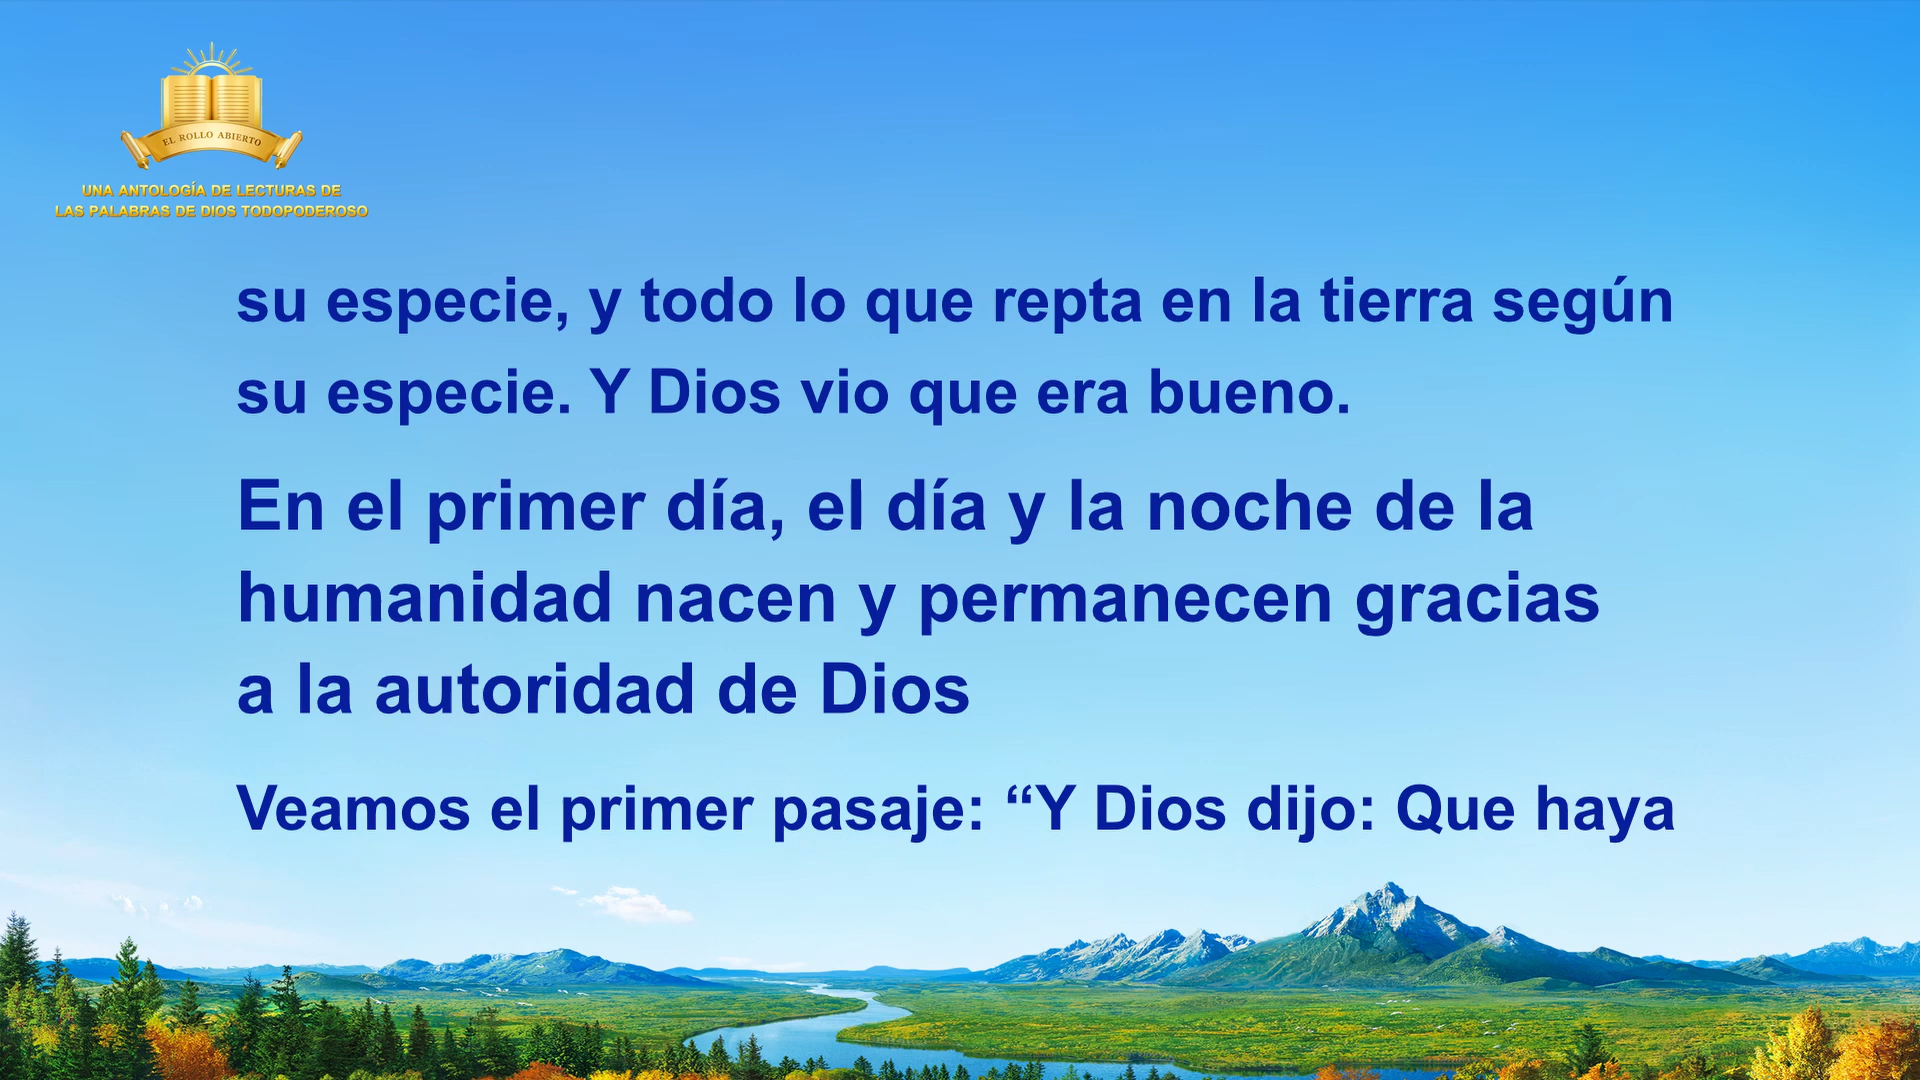 EL ROLLO ABIERTO
UNA ANTOLOGÍA DE LECTURAS DE
LAS PALABRAS DE DIOS TODOPODEROSO
su especie, y todo lo que repta en la tierra según
su especie. Y Dios vio que era bueno.
En el primer día, el día y la noche de la
humanidad nacen y permanecen gracias
a la autoridad de Dios
Veamos el primer pasaje: “Y Dios dijo: Que haya